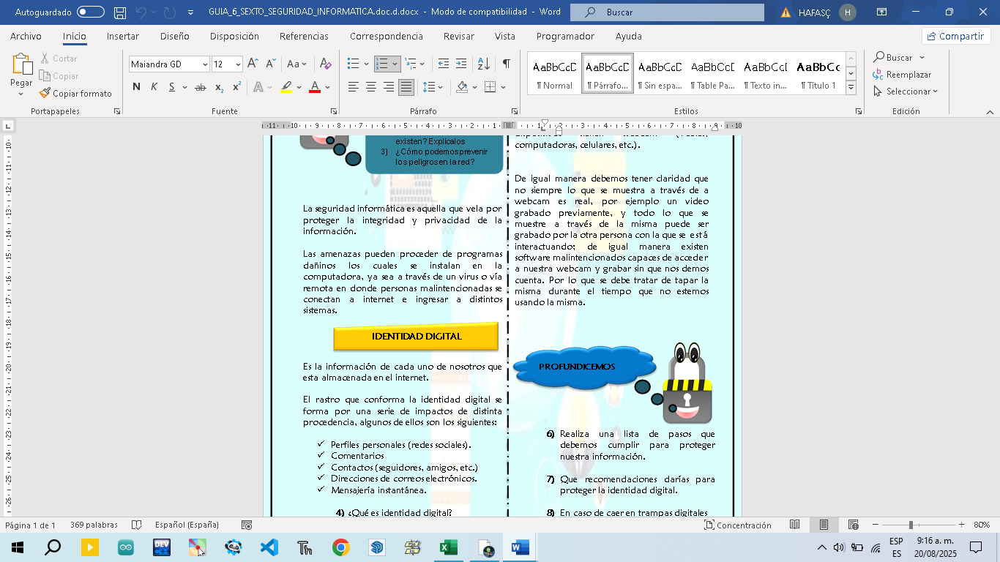 Autoguardado
GUIA_6_SEXTO_SEGURIDAD_INFORMATICA.doc.d.docx - Modo de compatibilidad - Word
Buscar
HAFASÇ
H
Archivo
Inicio
Insertar
Diseño
Disposición
Referencias
Correspondencia
Revisar
Vista
Programador
Ayuda
Compartir
Pegar
Cortar
Copiar
Copiar formato
Portapapeles
Maiandra GD
12
Fuente
Párrafo
AaBbCcD
¶ Normal
AaBbCcD
¶ Párrafo...
AaBbCcD
¶ Sin espa...
AaBbCcD
¶ Table Pa...
AaBbCcD
¶ Texto in...
AaBbCc
¶ Título 1
Estilos
Buscar
Reemplazar
Seleccionar
Edición
existen? Explicalos
3) ¿Cómo podemos prevenir
los peligros en la red?
La seguridad informática es aquella que vela por
proteger la integridad y privacidad de la
información.
Las amenazas pueden proceder de programas
dañinos los cuales se instalan en la
computadora, ya sea a través de un virus o vía
remota en donde personas malintencionadas se
conectan a internet e ingresar a distintos
sistemas.
IDENTIDAD DIGITAL
Es la información de cada uno de nosotros que
esta almacenada en el internet.
El rastro que conforma la identidad digital se
forma por una serie de impactos de distinta
procedencia, algunos de ellos son los siguientes:
✓ Perfiles personales (redes sociales).
✓ Comentarios
✓ Contactos (seguidores, amigos, etc.)
✓ Direcciones de correos electrónicos.
✓ Mensajería instantánea.
4) ¿Qué es identidad digital?
computadoras, celulares, etc.).
De igual manera debemos tener claridad que
no siempre lo que se muestra a través de a
webcam es real, por ejemplo un video
grabado previamente, y todo lo que se
muestre a través de la misma puede ser
grabado por la otra persona con la que se está
interactuando; de igual manera existen
software malintencionados capaces de acceder
a nuestra webcam y grabar sin que nos demos
cuenta. Por lo que se debe tratar de tapar la
misma durante el tiempo que no estemos
usando la misma.
PROFUNDICEMOS
6) Realiza una lista de pasos que
debemos cumplir para proteger
nuestra información.
7) Que recomendaciones darías para
proteger la identidad digital.
8) En caso de caer en trampas digitales
Página 1 de 1
369 palabras
Español (España)
Concentración
80%
ESP
ES
9:16 a. m.
20/08/2025